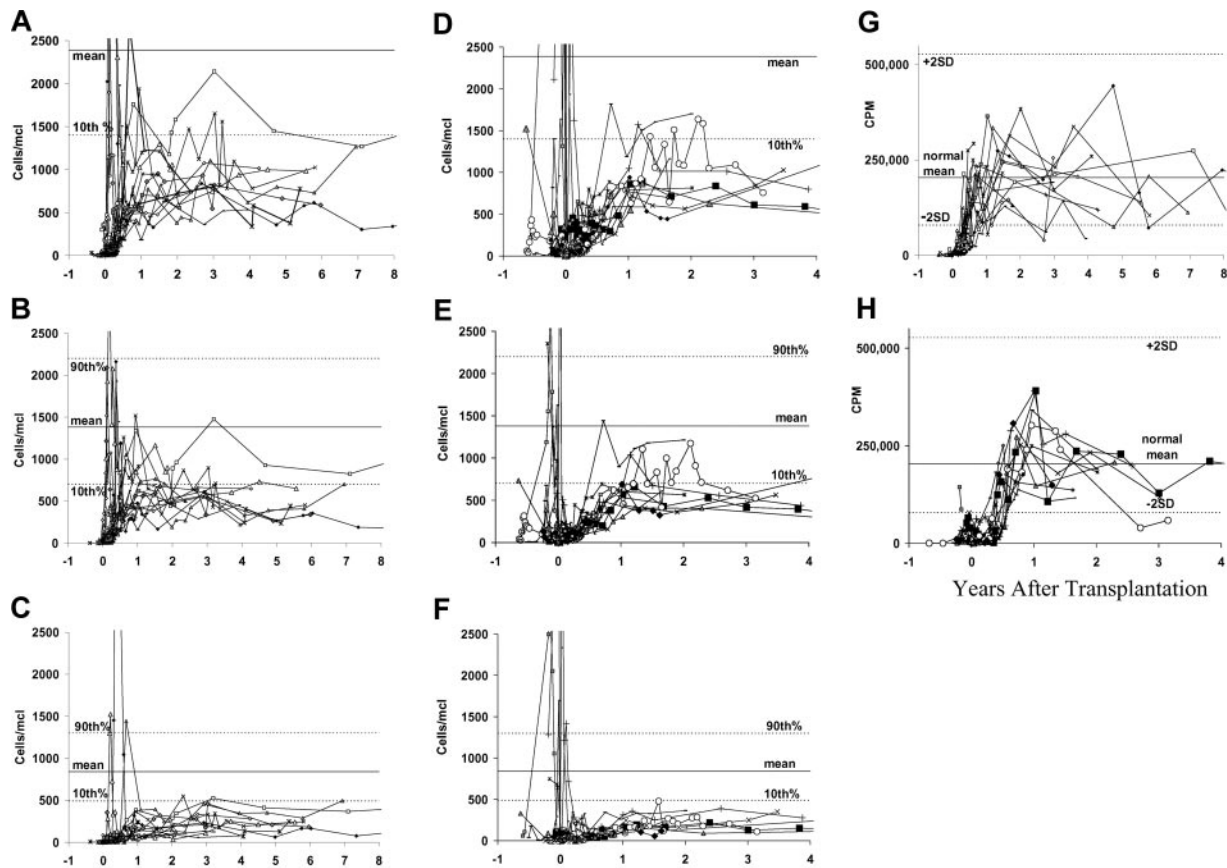 A
2500
mean
2000
1500
10th %
1000
500
0
Cells/mcl
-1 0 1 2 3 4 5 6 7 8
B
2500
90th%
2000
1500
mean
1000
10th%
500
0
Cells/mcl
-1 0 1 2 3 4 5 6 7 8
C
2500
2000
1500
90th%
1000
mean
500
10th%
0
Cells/mcl
-1 0 1 2 3 4 5 6 7 8
D
2500
mean
2000
1500
10th%
1000
500
0
Cells/mcl
-1 0 1 2 3 4
E
2500
90th%
2000
1500
mean
1000
10th%
500
0
Cells/mcl
-1 0 1 2 3 4
F
2500
2000
1500
90th%
1000
mean
500
10th%
0
Cells/mcl
-1 0 1 2 3 4
G
+2SD
500,000
CPM
250,000
normal
mean
-2SD
0
-1 0 1 2 3 4 5 6 7 8
H
+2SD
500,000
CPM
250,000
normal
mean
-2SD
0
-1 0 1 2 3 4
Years After Transplantation